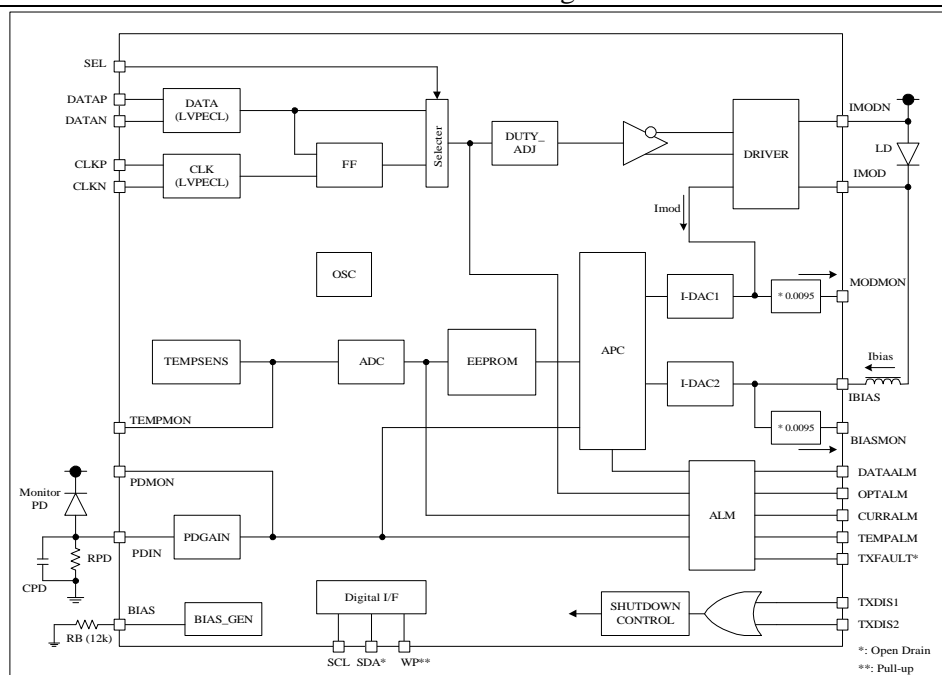 SEL
DATAP
DATAN
DATA
(LVPECL)
CLKP
CLKN
CLK
(LVPECL)
FF
Selecter
DUTY_
ADJ
DRIVER
IMODN
LD
IMOD
Imod
OSC
APC
I-DAC1
* 0.0095
MODMON
TEMPSENS
ADC
EEPROM
I-DAC2
Ibias
IBIAS
* 0.0095
BIASMON
TEMPMON
PDMON
Monitor
PD
PDIN
PDGAIN
RPD
CPD
ALM
DATAALM
OPTALM
CURRALM
TEMPALM
TXFAULT*
BIAS
RB (12k)
BIAS_GEN
Digital I/F
SCL
SDA*
WP**
SHUTDOWN
CONTROL
TXDIS1
TXDIS2
*: Open Drain
**: Pull-up